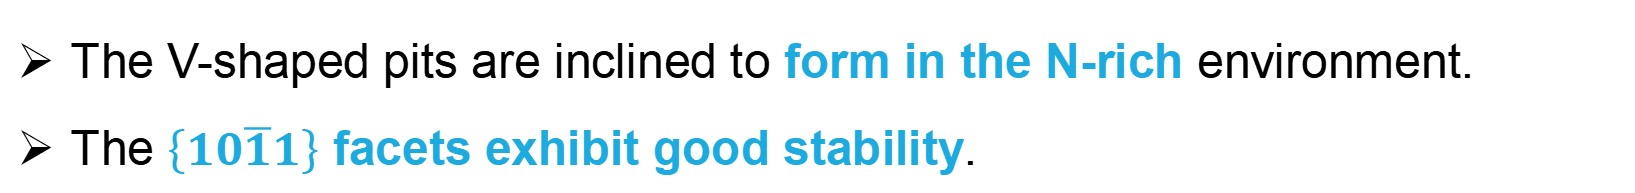 ➢ The V-shaped pits are inclined to form in the N-rich environment.
➢ The {101̅1} facets exhibit good stability.